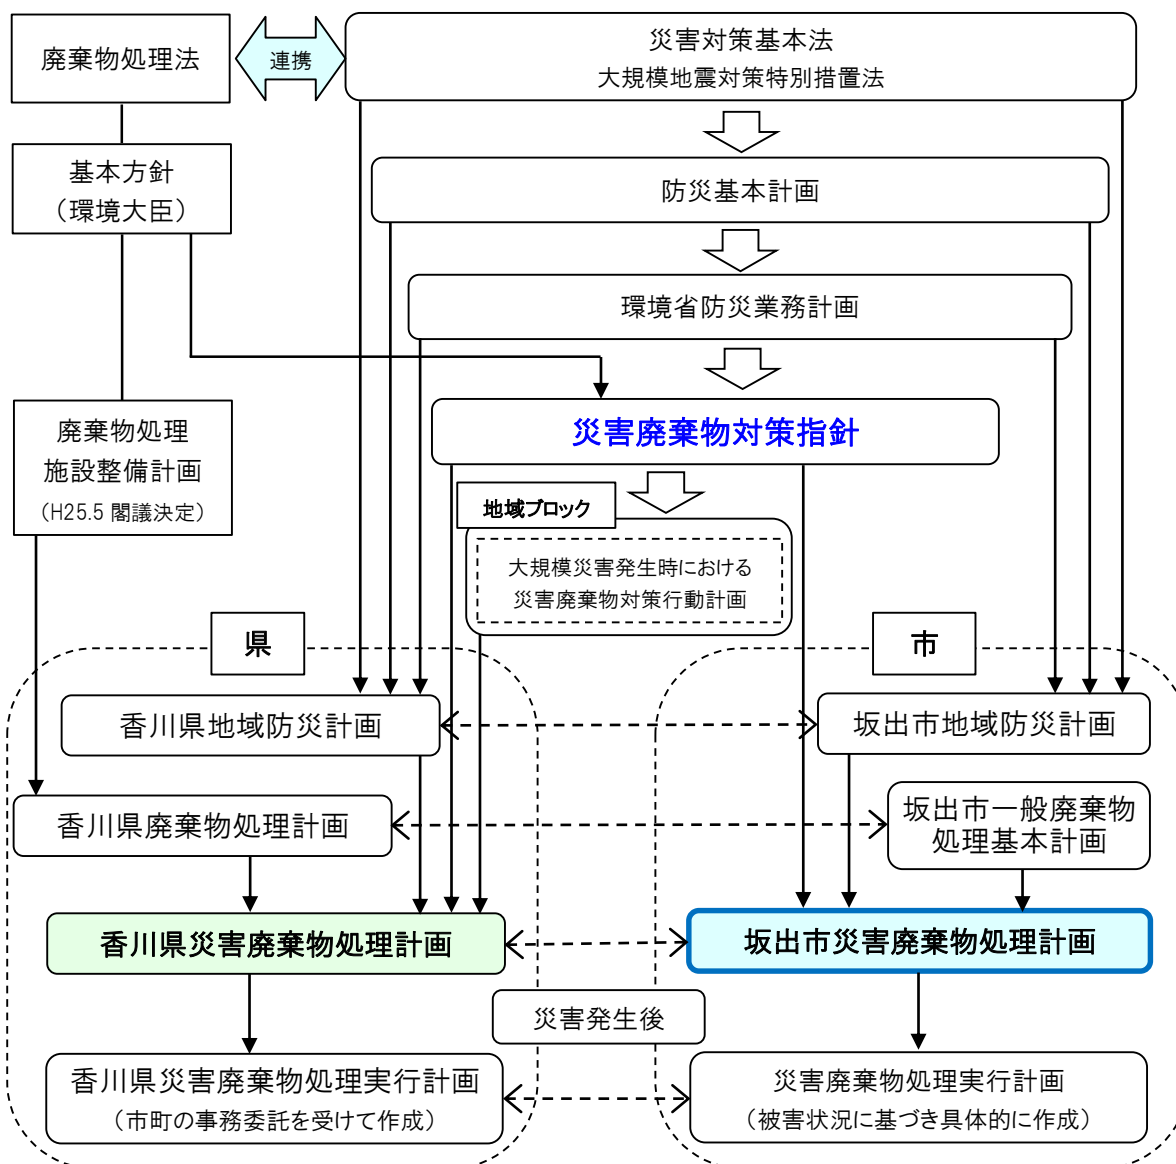 廃棄物処理法
連携
災害対策基本法
大規模地震対策特別措置法
基本方針
（環境大臣）
防災基本計画
環境省防災業務計画
廃棄物処理
施設整備計画
（H25.5 閣議決定）
災害廃棄物対策指針
地域ブロック
大規模災害発生時における
災害廃棄物対策行動計画
県
市
香川県地域防災計画
坂出市地域防災計画
香川県廃棄物処理計画
坂出市一般廃棄物
処理基本計画
香川県災害廃棄物処理計画
坂出市災害廃棄物処理計画
災害発生後
香川県災害廃棄物処理実行計画
（市町の事務委託を受けて作成）
災害廃棄物処理実行計画
（被害状況に基づき具体的に作成）